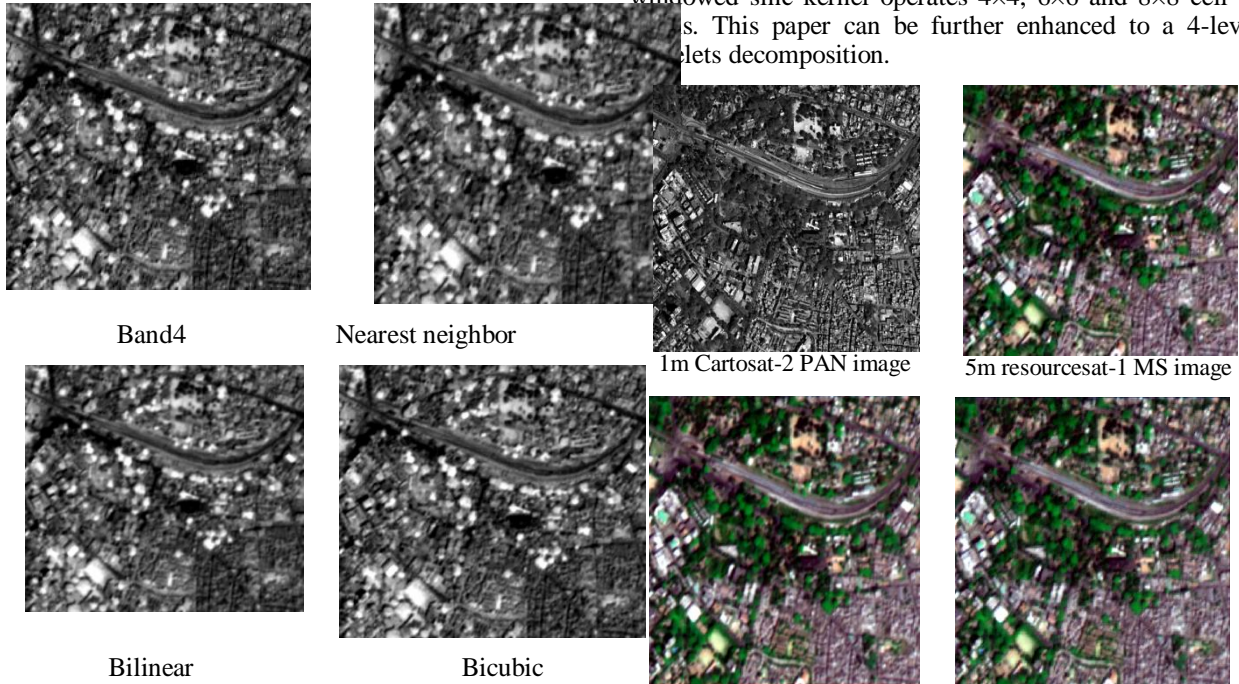 windowed sinc kernel operates 4×4, 6×6 and 8×8 cell
This paper can be further enhanced to a 4-lev
elets decomposition.
Band4
Nearest neighbor
1m Cartosat-2 PAN image
5m resourcesat-1 MS image
Bilinear
Bicubic